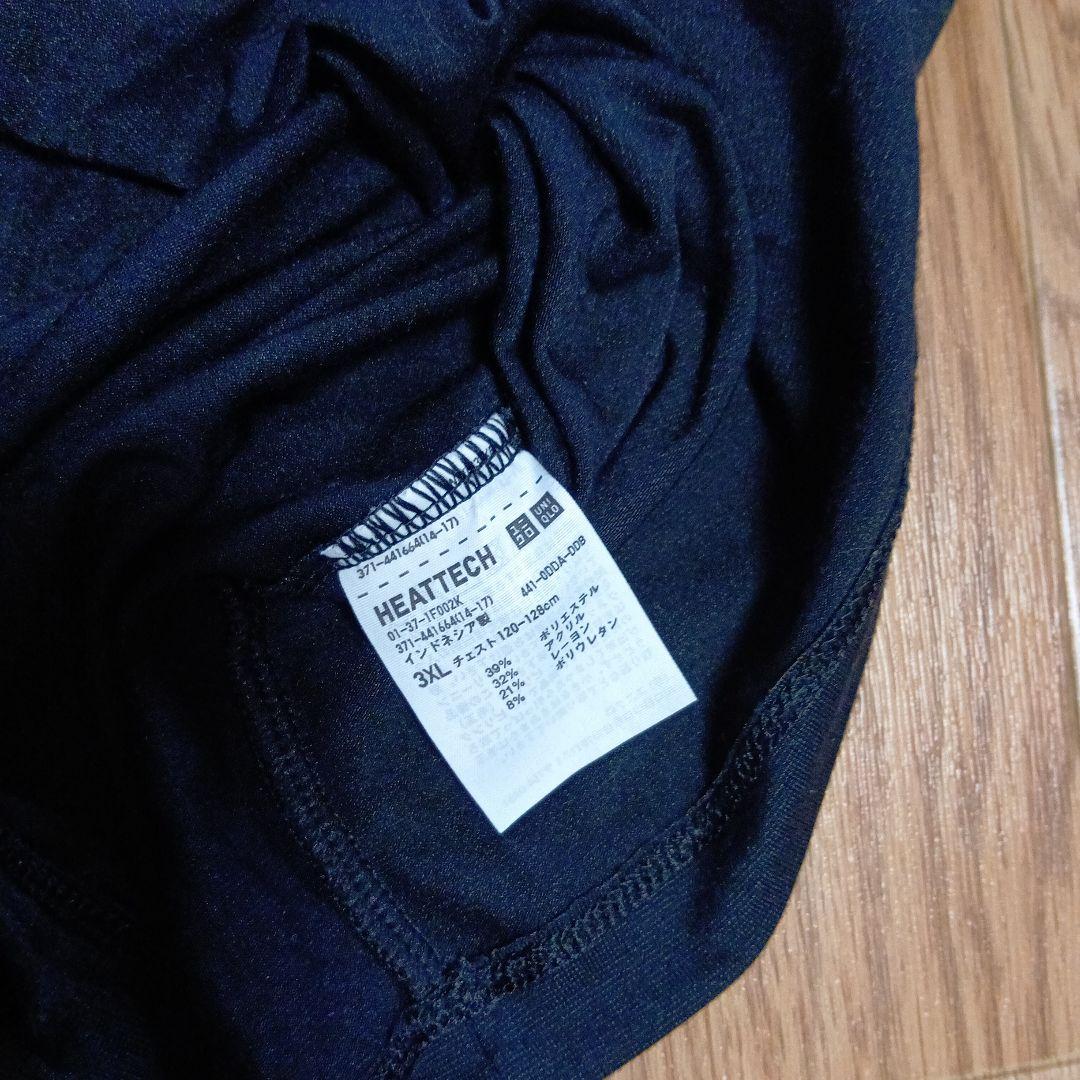 371-441664(14-17)
ユニクロ UNIQLO
HEATTECH
01-37-1F002K 441-0DDA-0D8
371-441664(14-17)
インドネシア製
3XL チェスト120-128cm
39% ポリエステル
32% アクリル
21% レーヨン
8% ポリウレタン